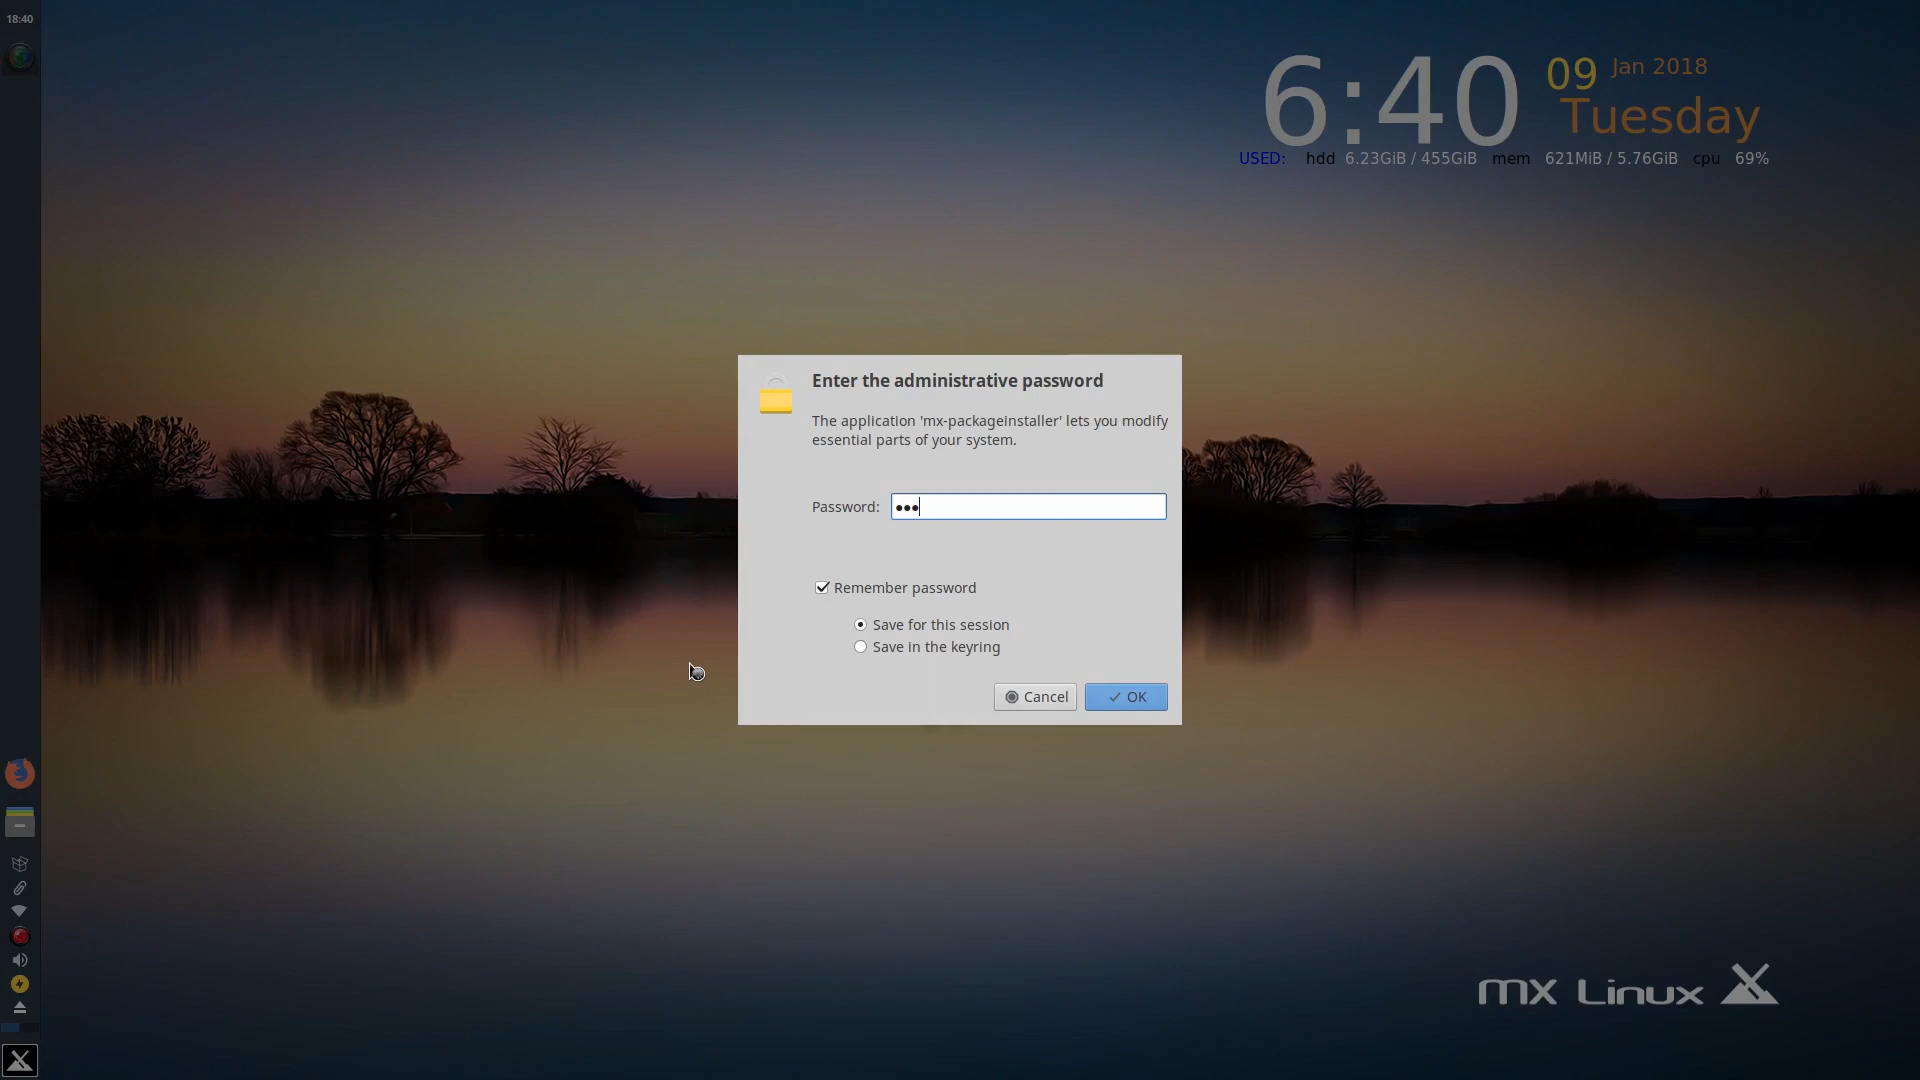 18:40
6:40
09 Jan 2018
Tuesday
USED: hdd 6.23GiB / 455GiB mem 621MiB / 5.76GiB cpu 69%
Enter the administrative password
The application 'mx-packageinstaller' lets you modify
essential parts of your system.
Password: •••
Remember password
Save for this session
Save in the keyring
Cancel OK
mx Linux